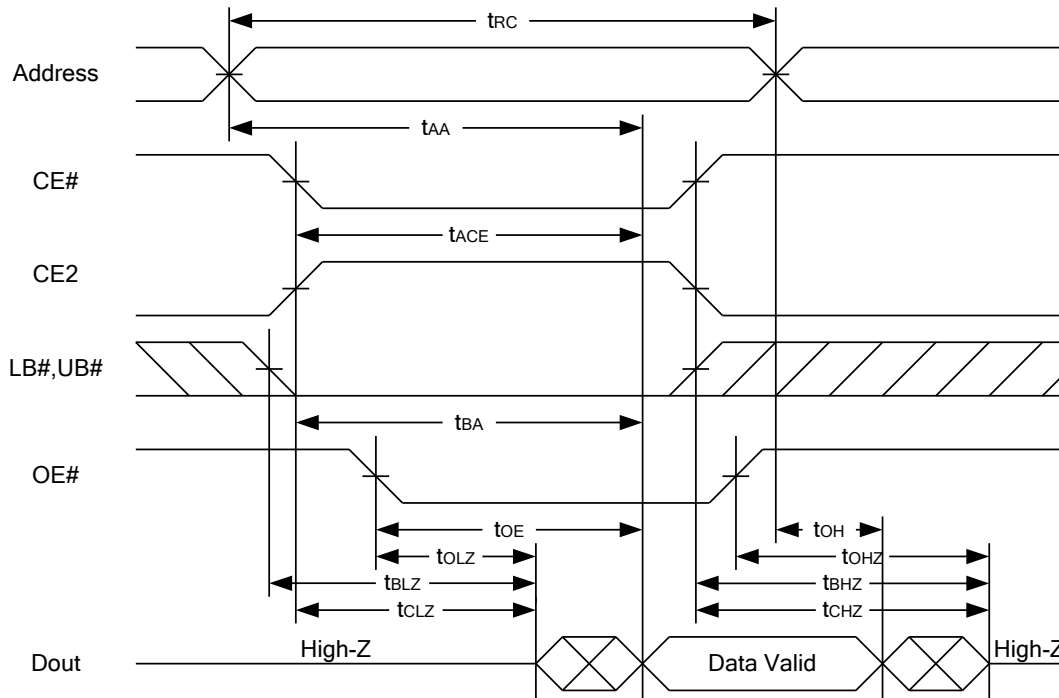 tRC
Address
tAA
CE#
tACE
CE2
LB#,UB#
tBA
OE#
tOE
tOH
tOLZ
tOHZ
tBLZ
tBHZ
tCLZ
tCHZ
High-Z
High-Z
Dout
Data Valid